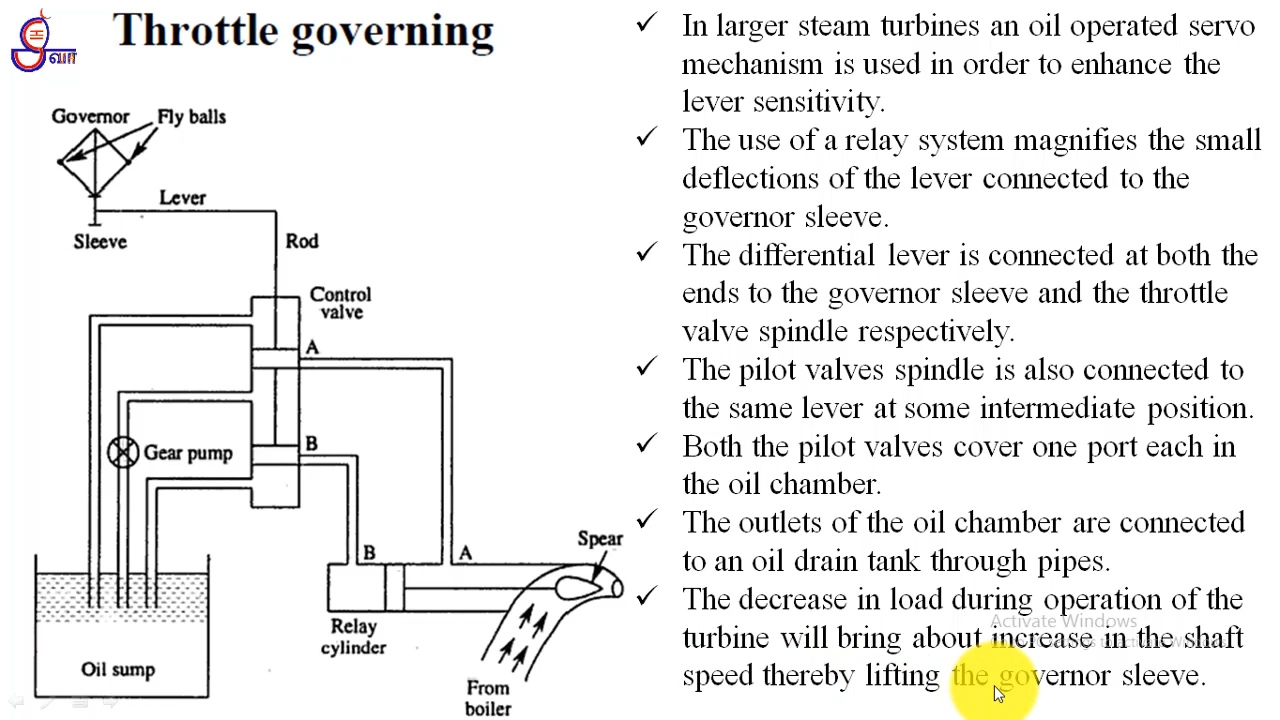 Throttle governing
வா
Governor
Fly balls
Lever
Sleeve
Rod
Control
valve
A
B
Gear pump
B
A
Spear
Relay
cylinder
Oil sump
From
boiler
✓ In larger steam turbines an oil operated servo
mechanism is used in order to enhance the
lever sensitivity.
✓ The use of a relay system magnifies the small
deflections of the lever connected to the
governor sleeve.
✓ The differential lever is connected at both the
ends to the governor sleeve and the throttle
valve spindle respectively.
✓ The pilot valves spindle is also connected to
the same lever at some intermediate position.
✓ Both the pilot valves cover one port each in
the oil chamber.
✓ The outlets of the oil chamber are connected
to an oil drain tank through pipes.
✓ The decrease in load during operation of the
Activate Windows
turbine will bring about increase in the shaft
speed thereby lifting the governor sleeve.